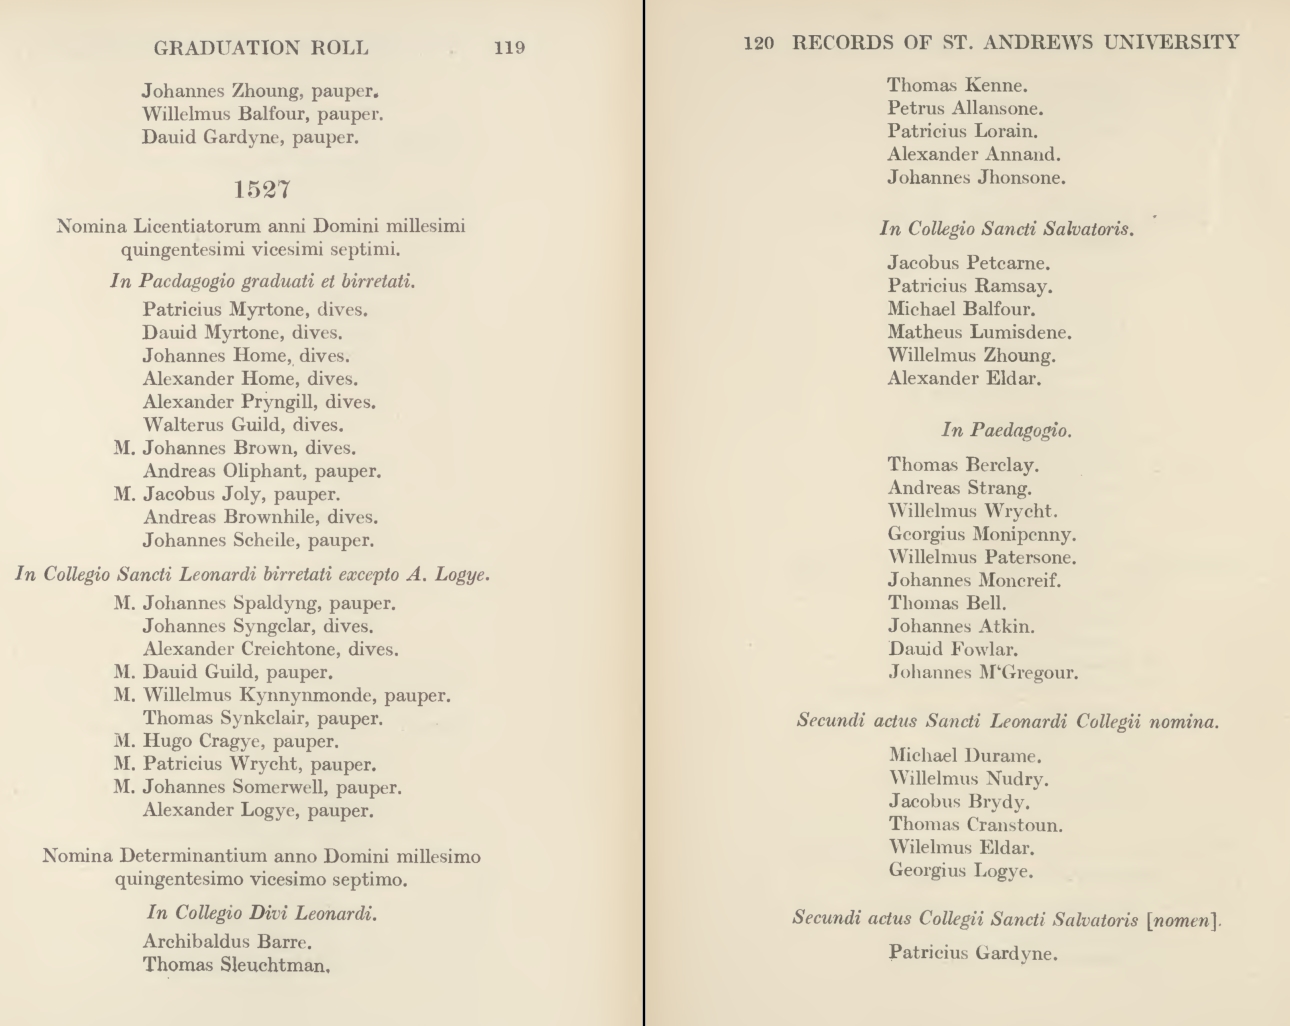 GRADUATION ROLL 119
Johannes Zhoung, pauper.
Willelmus Balfour, pauper.
Dauid Gardyne, pauper.
1527
Nomina Licentiatorum anni Domini millesimi
quingentesimi vicesimi septimi.
In Paedagogio graduati et birretati.
Patricius Myrtone, dives.
Dauid Myrtone, dives.
Johannes Home, dives.
Alexander Home, dives.
Alexander Pryngill, dives.
Walterus Guild, dives.
M. Johannes Brown, dives.
Andreas Oliphant, pauper.
M. Jacobus Joly, pauper.
Andreas Brownhile, dives.
Johannes Scheile, pauper.
In Collegio Sancti Leonardi birretati excepto A. Logye.
M. Johannes Spaldyng, pauper.
Johannes Syngclar, dives.
Alexander Creichtone, dives.
M. Dauid Guild, pauper.
M. Willelmus Kynnynmonde, pauper.
Thomas Synkclair, pauper.
M. Hugo Cragye, pauper.
M. Patricius Wrycht, pauper.
M. Johannes Somerwell, pauper.
Alexander Logye, pauper.
Nomina Determinantium anno Domini millesimo
quingentesimo vicesimo septimo.
In Collegio Divi Leonardi.
Archibaldus Barre.
Thomas Sleuchtman.
120 RECORDS OF ST. ANDREWS UNIVERSITY
Thomas Kenne.
Petrus Allansone.
Patricius Lorain.
Alexander Annand.
Johannes Jhonsone.
In Collegio Sancti Salvatoris.
Jacobus Petcarne.
Patricius Ramsay.
Michael Balfour.
Matheus Lumisdene.
Willelmus Zhoung.
Alexander Eldar.
In Paedagogio.
Thomas Berclay.
Andreas Strang.
Willelmus Wrycht.
Georgius Monipenny.
Willelmus Patersone.
Johannes Moncreif.
Thomas Bell.
Johannes Atkin.
Dauid Fowlar.
Johannes M‘Gregour.
Secundi actus Sancti Leonardi Collegii nomina.
Michael Durame.
Willelmus Nudry.
Jacobus Brydy.
Thomas Cranstoun.
Wilelmus Eldar.
Georgius Logye.
Secundi actus Collegii Sancti Salvatoris [nomen].
Patricius Gardyne.